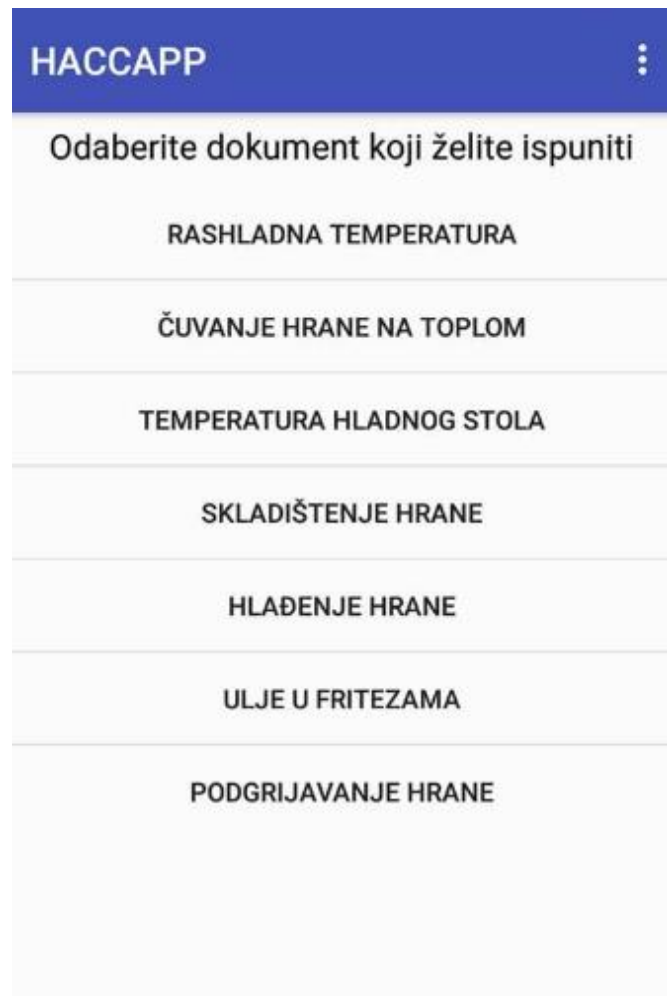 HACCAPP
Odaberite dokument koji želite ispuniti
RASHLADNA TEMPERATURA
ČUVANJE HRANE NA TOPLOM
TEMPERATURA HLADNOG STOLA
SKLADIŠTENJE HRANE
HLAĐENJE HRANE
ULJE U FRITEZAMA
PODGRIJAVANJE HRANE